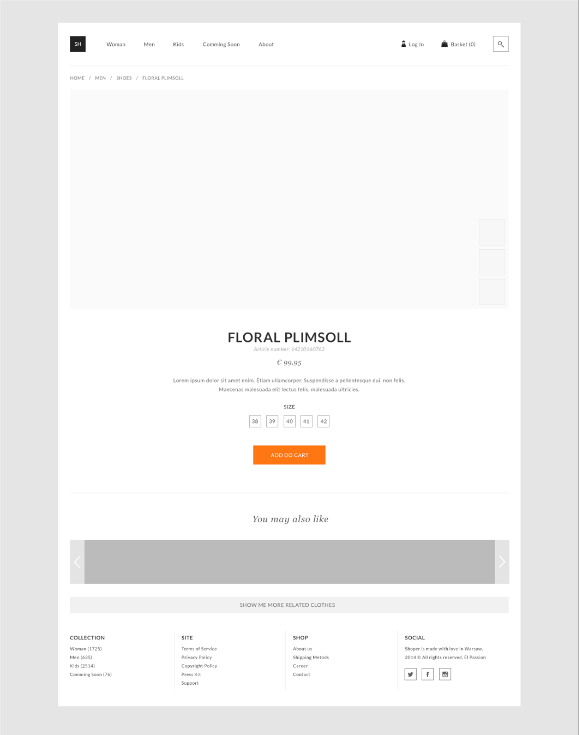 SH
Woman Men Kids Comming Soon About Log In Basket (0)
HOME / MEN / SHOES / FLORAL PLIMSOLL
FLORAL PLIMSOLL
Article number:
€ 99,95
Lorem ipsum dolor sit amet enim. Etiam ullamcorper. Suspendisse a pellentesque dui, non felis.
Maecenas malesuada elit lectus felis, malesuada ultricies.
SIZE
38 39 40 41 42
ADD DO CART
You may also like
SHOW ME MORE RELATED CLOTHES
COLLECTION
Woman (1725)
Men (635)
Kids (2514)
Comming Soon (76)
SITE
Terms of Service
Privacy Policy
Copyright Policy
Press Kit
Support
SHOP
About us
Shipping Metods
Career
Contact
SOCIAL
Shoper is made with love in Warsaw,
2014 © All rights reserved. El Passion